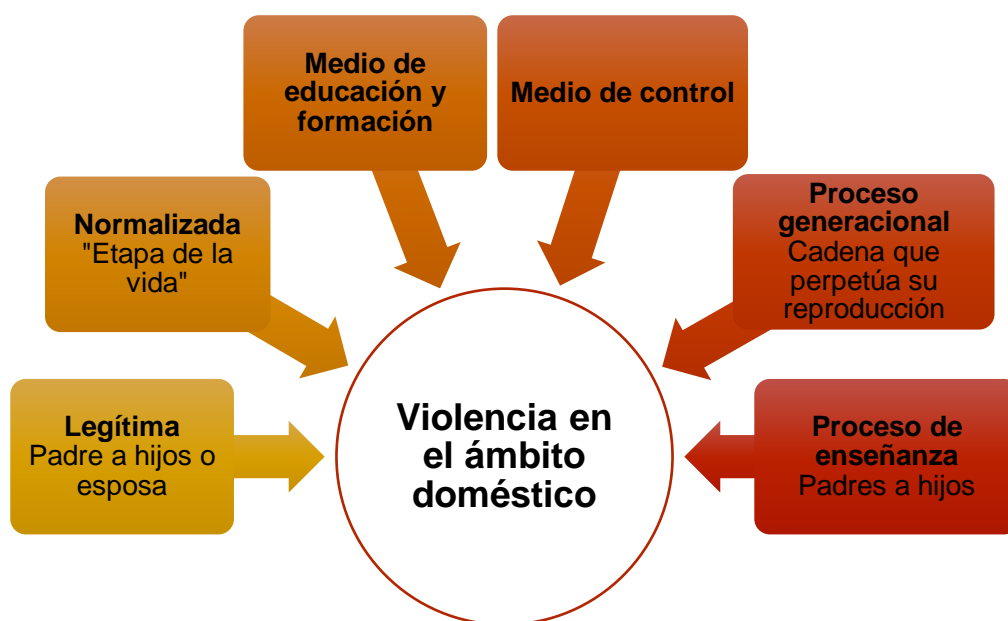 Medio de
educación y
formación
Medio de control
Normalizada
"Etapa de la
vida"
Proceso
generacional
Cadena que
perpetúa su
reproducción
Legítima
Padre a hijos o
esposa
Violencia en
el ámbito
doméstico
Proceso de
enseñanza
Padres a hijos